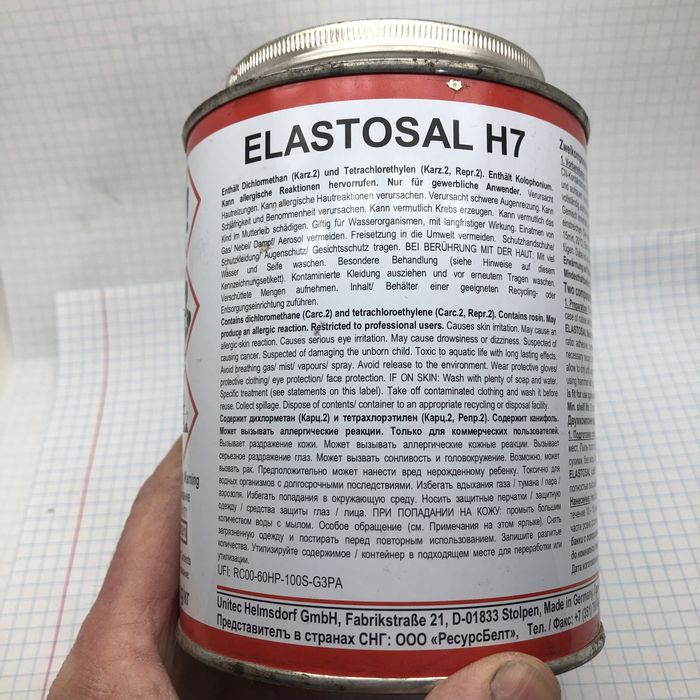 ELASTOSAL H7
Enthält Dichlormethan (Karz.2) und Tetrachlorethylen (Karz.2, Repr.2). Enthält Kolophonium.
Kann allergische Reaktionen hervorrufen. Nur für gewerbliche Anwender. Verursacht
Hautreizungen. Kann allergische Hautreaktionen verursachen. Verursacht schwere Augenreizung. Kann
Schläfrigkeit und Benommenheit verursachen. Kann vermutlich Krebs erzeugen. Kann vermutlich das
Kind im Mutterleib schädigen. Giftig für Wasserorganismen, mit langfristiger Wirkung. Einatmen von
Gas/ Nebel/ Dampf/ Aerosol vermeiden. Freisetzung in die Umwelt vermeiden. Schutzhandschuhe/
Schutzkleidung/ Augenschutz/ Gesichtsschutz tragen. BEI BERÜHRUNG MIT DER HAUT: Mit viel
Wasser und Seife waschen. Besondere Behandlung (siehe Hinweise auf diesem
Kennzeichnungsetikett). Kontaminierte Kleidung ausziehen und vor erneutem Tragen waschen.
Verschüttete Mengen aufnehmen. Inhalt/ Behälter einer geeigneten Recycling- oder
Entsorgungseinrichtung zuführen.
Contains dichloromethane (Carc.2) and tetrachloroethylene (Carc.2, Repr.2). Contains rosin. May
produce an allergic reaction. Restricted to professional users. Causes skin irritation. May cause an
allergic skin reaction. Causes serious eye irritation. May cause drowsiness or dizziness. Suspected of
causing cancer. Suspected of damaging the unborn child. Toxic to aquatic life with long lasting effects.
Avoid breathing gas/ mist/ vapours/ spray. Avoid release to the environment. Wear protective gloves/
protective clothing/ eye protection/ face protection. IF ON SKIN: Wash with plenty of soap and water.
Specific treatment (see statements on this label). Take off contaminated clothing and wash it before
reuse. Collect spillage. Dispose of contents/ container to an appropriate recycling or disposal facility.
Содержит дихлорметан (Карц.2) и тетрахлорэтилен (Карц.2, Репр.2). Содержит канифоль.
Может вызывать аллергические реакции. Только для коммерческих пользователей.
Вызывает раздражение кожи. Может вызывать аллергические кожные реакции. Вызывает
серьезное раздражение глаз. Может вызвать сонливость и головокружение. Возможно, может
вызвать рак. Предположительно может нанести вред нерожденному ребенку. Токсично для
водных организмов с долгосрочными последствиями. Избегать вдыхания газа / тумана / пара /
аэрозоля. Избегать попадания в окружающую среду. Носить защитные перчатки / защитную
одежду / средства защиты глаз / лица. ПРИ ПОПАДАНИИ НА КОЖУ: промыть большим
количеством воды с мылом. Особое обращение (см. Примечания на этом ярлыке). Снять
загрязненную одежду и постирать перед повторным использованием. Запишите разлитые
количества. Утилизируйте содержимое / контейнер в подходящем месте для переработки или
утилизации.
UFI: RC00-60HP-100S-G3PA
Unitec Helmsdorf GmbH, Fabrikstraße 21, D-01833 Stolpen, Made in Germany
Представителъ в странах СНГ: ООО «РесурсБелт», Тел. / Факс: +7 (351)